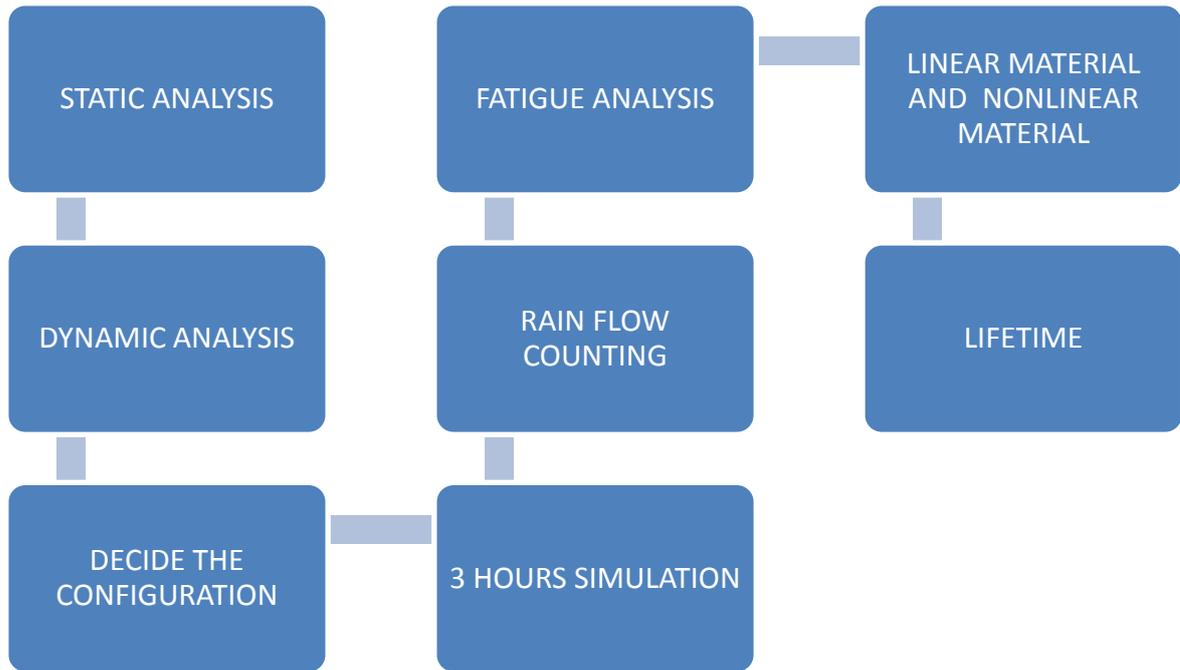 STATIC ANALYSIS
DYNAMIC ANALYSIS
DECIDE THE
CONFIGURATION
3 HOURS SIMULATION
RAIN FLOW
COUNTING
FATIGUE ANALYSIS
LINEAR MATERIAL
AND  NONLINEAR
MATERIAL
LIFETIME